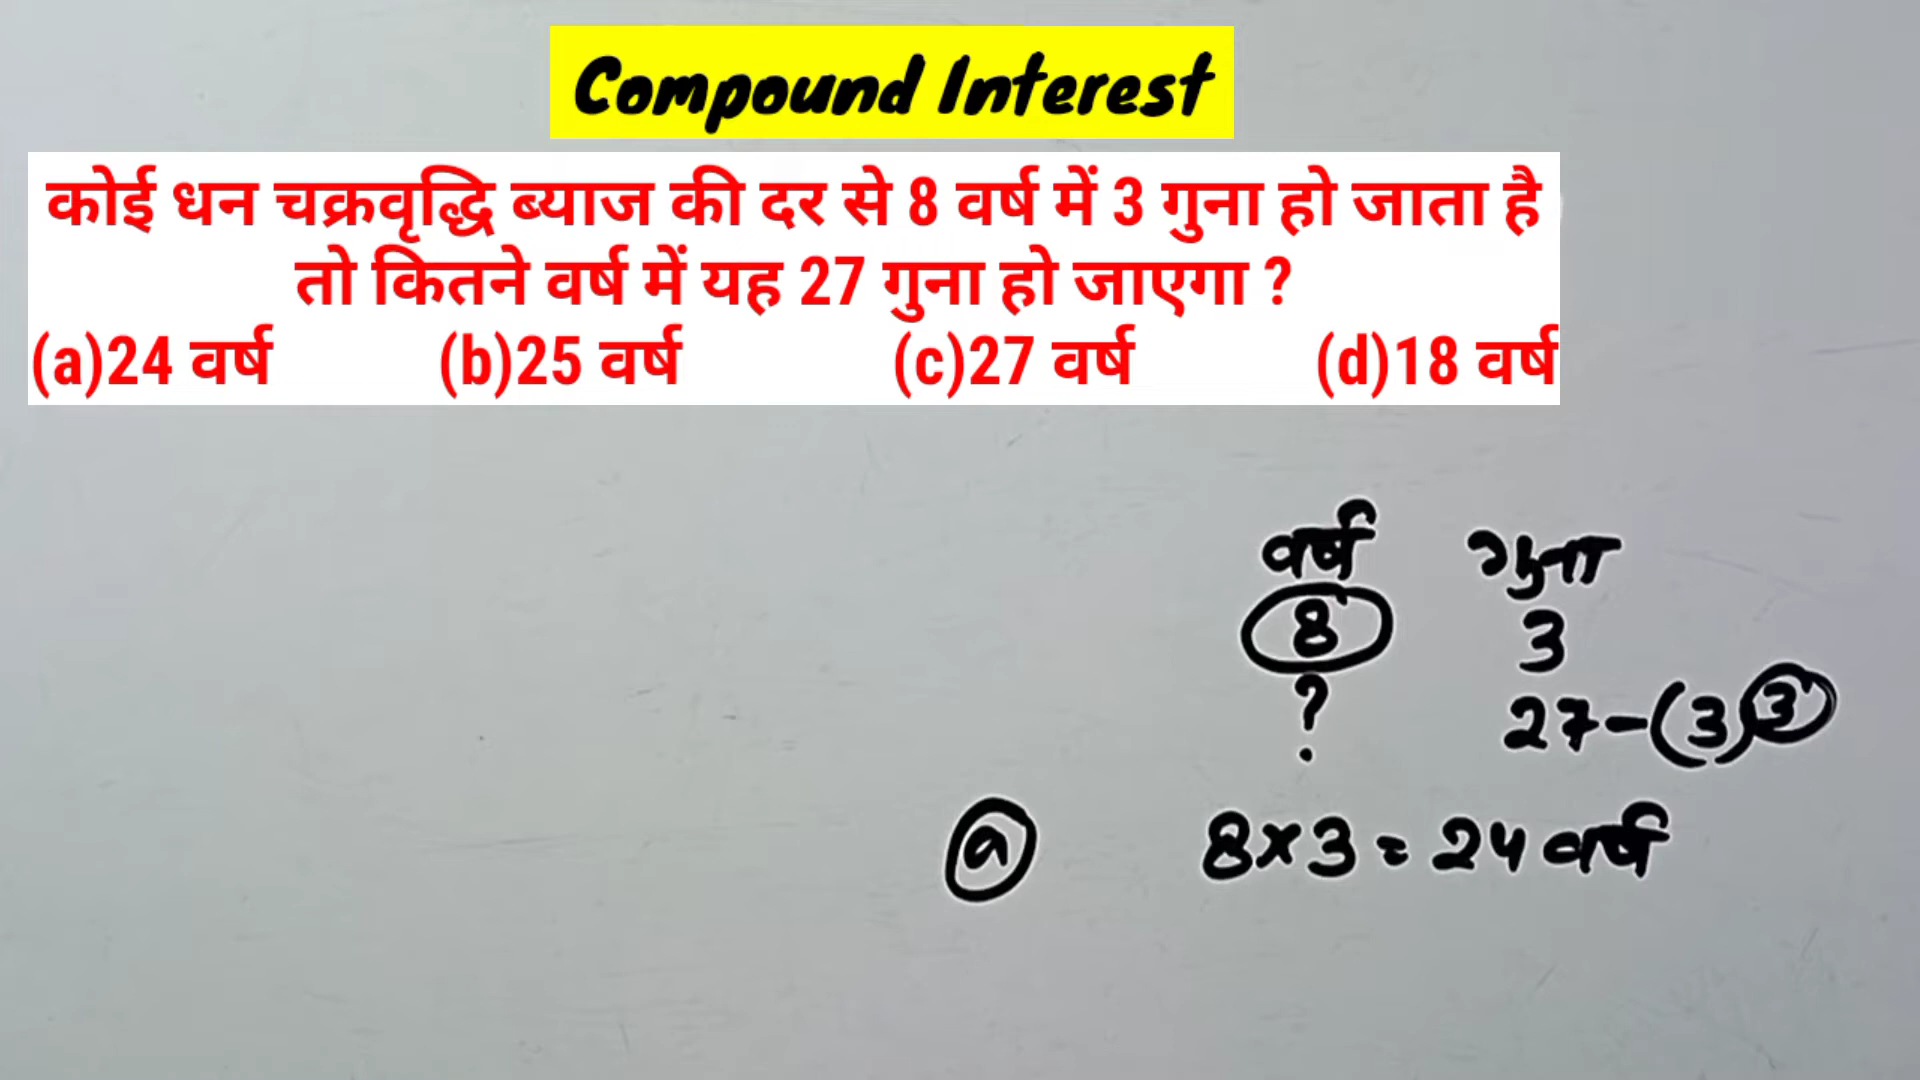 Compound Interest
कोई धन चक्रवृद्धि ब्याज की दर से 8 वर्ष में 3 गुना हो जाता है
तो कितने वर्ष में यह 27 गुना हो जाएगा ?
(a)24 वर्ष (b)25 वर्ष (c)27 वर्ष (d)18 वर्ष
वर्ष गुना
8 3
? 27-(3)3
a 8×3=24 वर्ष